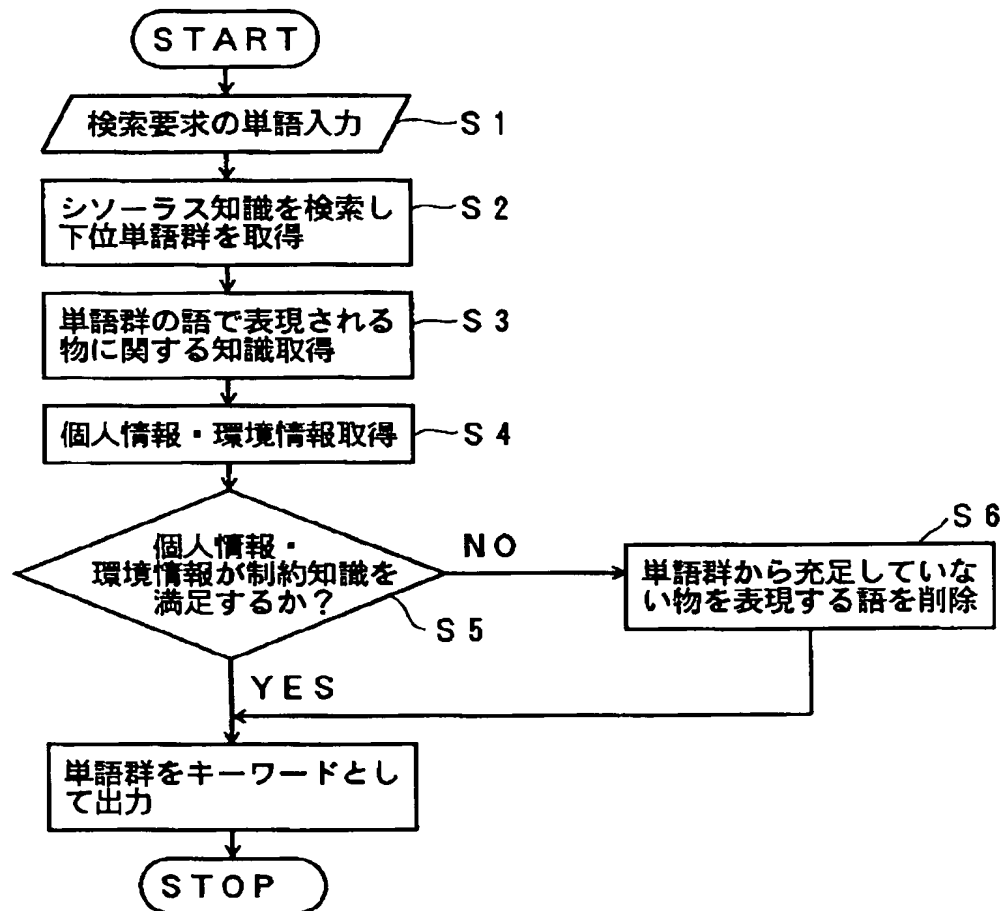 START
検索要求の単語入力
S1
シソーラス知識を検索し
下位単語群を取得
S2
単語群の語で表現される
物に関する知識取得
S3
個人情報・環境情報取得
S4
個人情報・
環境情報が制約知識を
満足するか?
S5
NO
S6
単語群から充足していな
い物を表現する語を削除
YES
単語群をキーワードとし
て出力
STOP